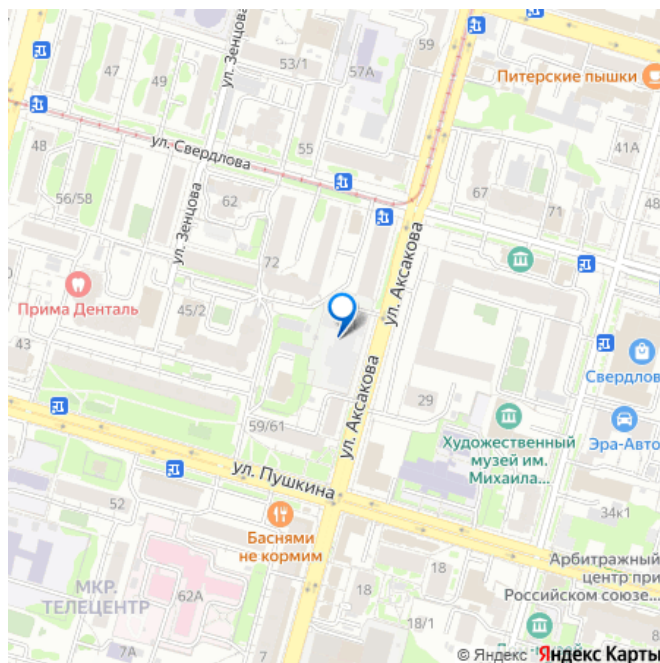 59
53/1
57А
47
49
ул. Зенцова
Питерские пышки
48
ул. Свердлова
55
41А
56/58
62
ул. Зенцова
67
71
72
ул. Аксакова
Прима Денталь
45/2
43
Свердлов
ул. Аксакова
29
59/61
Художественный
музей им.
Михаила...
Эра-Авто
ул. Пушкина
52
Баснями
не кормим
34к1
Арбитражный
центр при
Российском союзе...
МКР.
ТЕЛЕЦЕНТР
62А
18
18
18/1
7А
7
© Яндекс Яндекс Карты